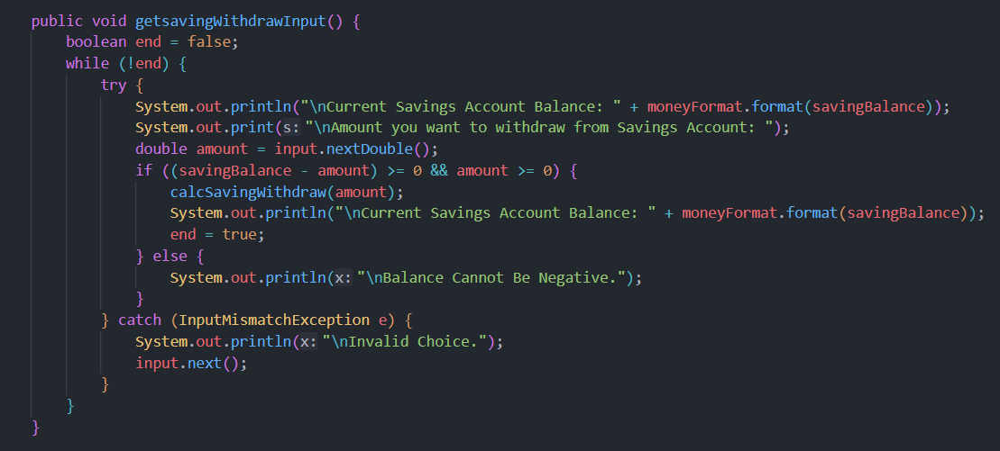 public void getsavingWithdrawInput() {
    boolean end = false;
    while (!end) {
        try {
            System.out.println("\nCurrent Savings Account Balance: " + moneyFormat.format(savingBalance));
            System.out.print(s: "\nAmount you want to withdraw from Savings Account: ");
            double amount = input.nextDouble();
            if ((savingBalance - amount) >= 0 && amount >= 0) {
                calcSavingWithdraw(amount);
                System.out.println("\nCurrent Savings Account Balance: " + moneyFormat.format(savingBalance));
                end = true;
            } else {
                System.out.println(x: "\nBalance Cannot Be Negative.");
            }
        } catch (InputMismatchException e) {
            System.out.println(x: "\nInvalid Choice.");
            input.next();
        }
    }
}